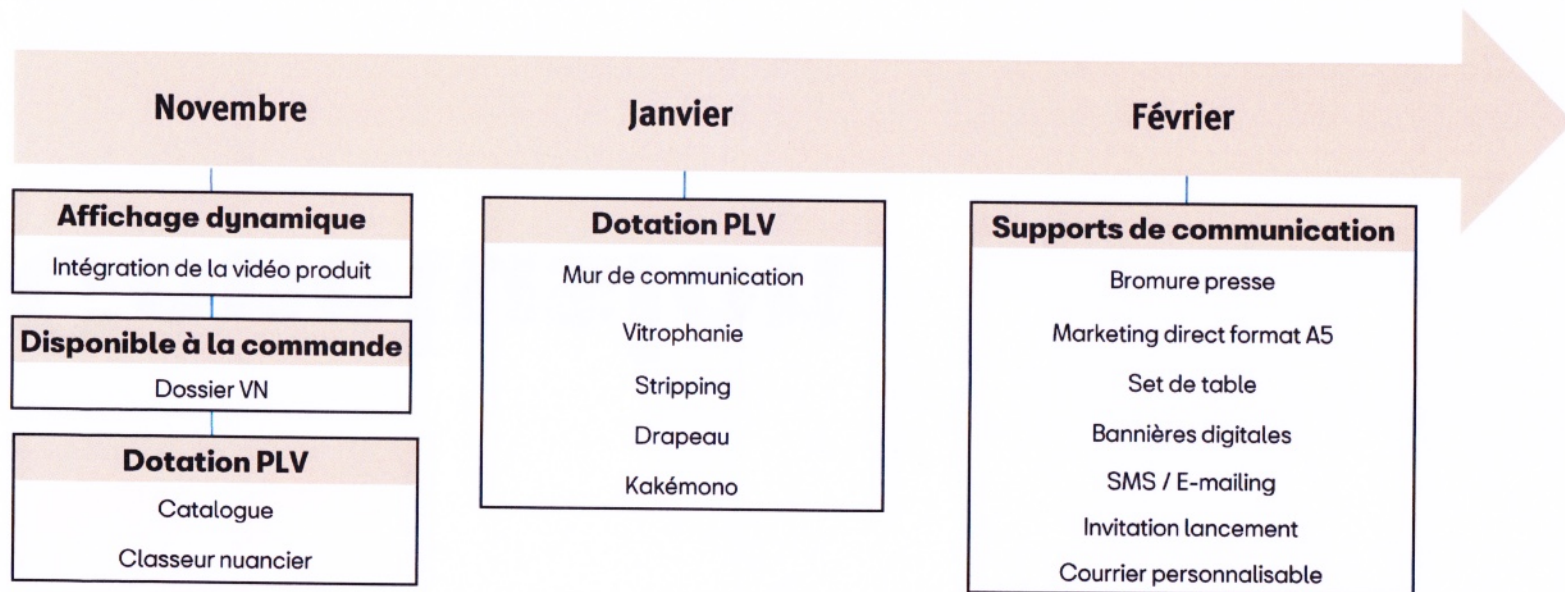 Novembre
Janvier
Février
Affichage dynamique
Intégration de la vidéo produit
Disponible à la commande
Dossier VN
Dotation PLV
Catalogue
Classeur nuancier
Dotation PLV
Mur de communication
Vitrophanie
Stripping
Drapeau
Kakémono
Supports de communication
Bromure presse
Marketing direct format A5
Set de table
Bannières digitales
SMS / E-mailing
Invitation lancement
Courrier personnalisable